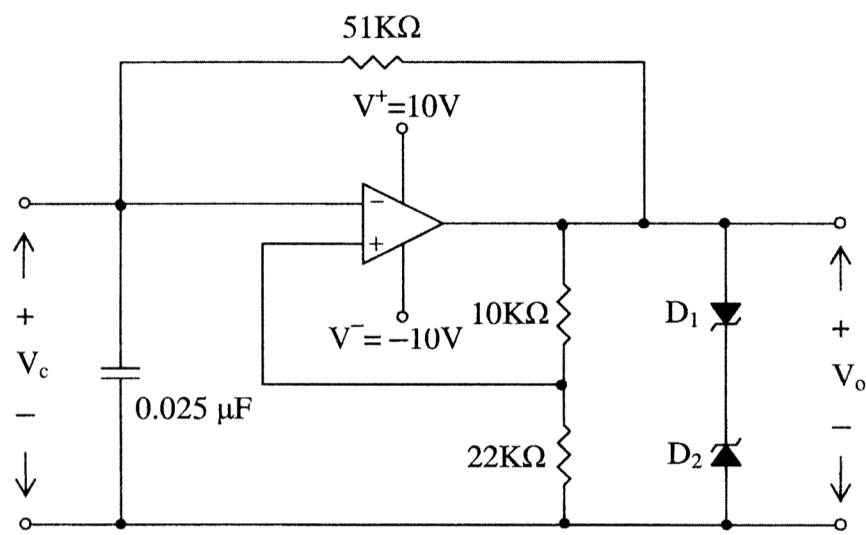 51KΩ
V⁺=10V
−
+
V⁻=−10V
10KΩ
D₁
+
V꜀
−
+
Vₒ
−
0.025 μF
22KΩ
D₂